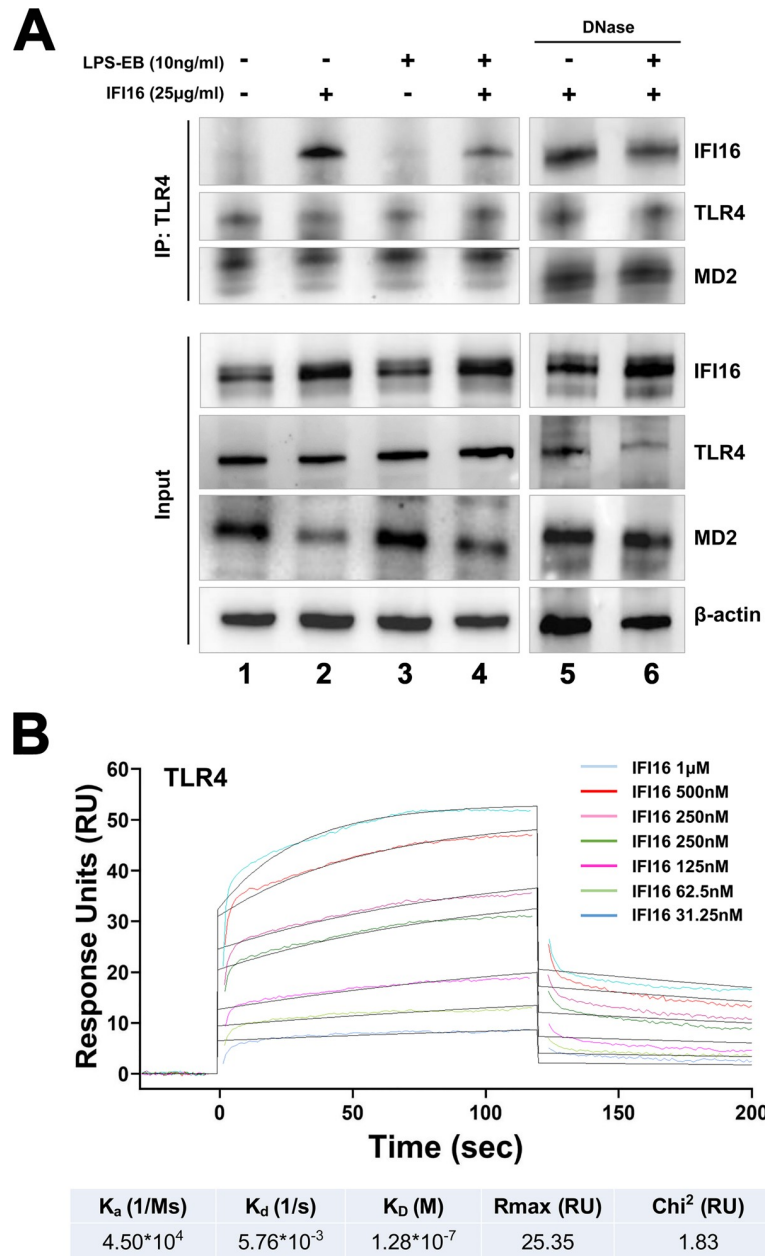 A
DNase
LPS-EB (10ng/ml) - - + + - +
IFI16 (25µg/ml) - + - + + +
IP: TLR4
IFI16
TLR4
MD2
Input
IFI16
TLR4
MD2
β-actin
1 2 3 4 5 6
B
TLR4
Response Units (RU)
60
50
40
30
20
10
0
IFI16 1µM
IFI16 500nM
IFI16 250nM
IFI16 250nM
IFI16 125nM
IFI16 62.5nM
IFI16 31.25nM
0 50 100 150 200
Time (sec)
Ka (1/Ms) Kd (1/s) KD (M) Rmax (RU) Chi² (RU)
4.50*10⁴ 5.76*10⁻³ 1.28*10⁻⁷ 25.35 1.83